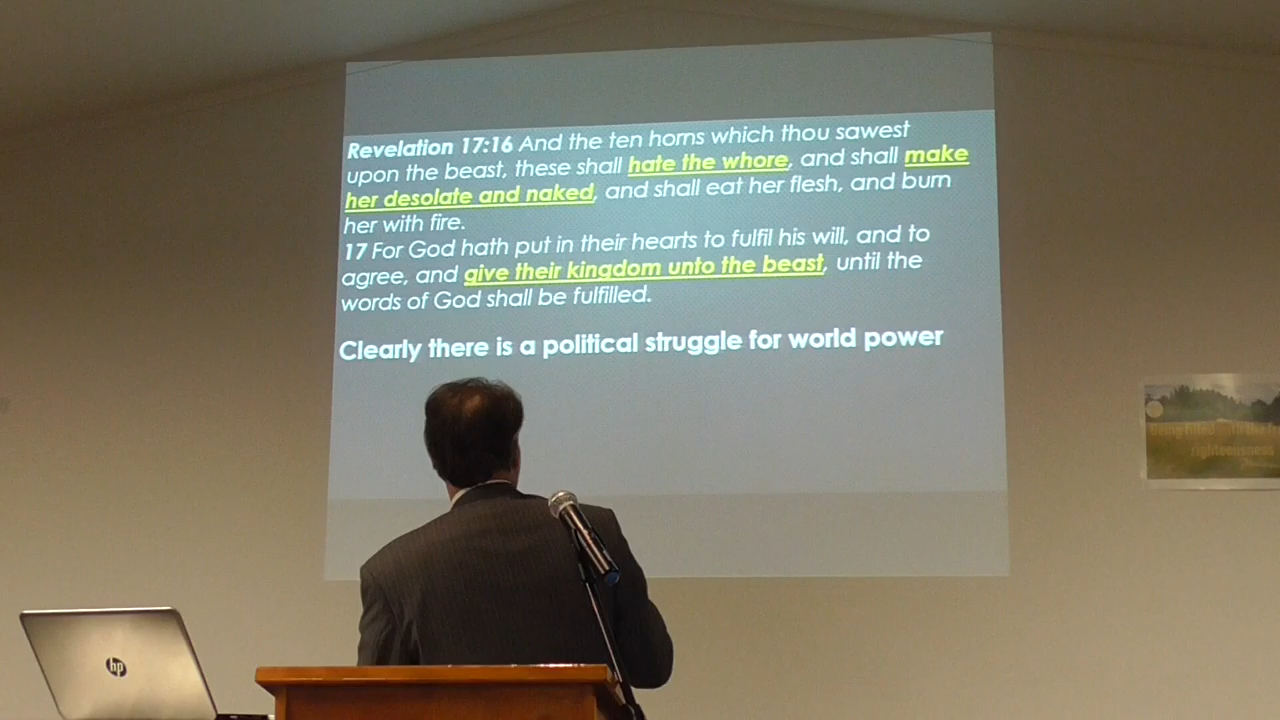 Revelation 17:16 And the ten horns which thou sawest
upon the beast, these shall hate the whore, and shall make
her desolate and naked, and shall eat her flesh, and burn
her with fire.
17 For God hath put in their hearts to fulfil his will, and to
agree, and give their kingdom unto the beast, until the
words of God shall be fulfilled.
Clearly there is a political struggle for world power
righteousness
hp